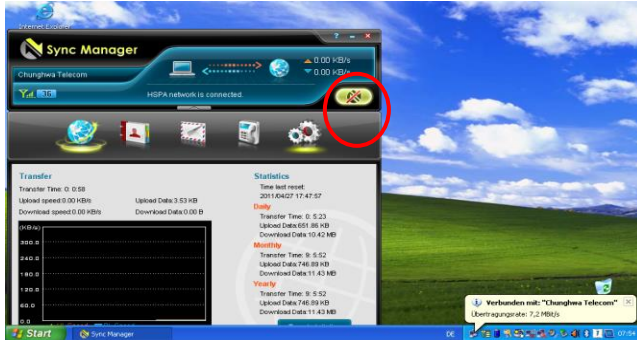 Internet Explorer
Sync Manager
Chunghwa Telecom
0.00 KB/s
0.00 KB/s
3G
HSPA network is connected.
Transfer
Transfer Time: 0: 0:58
Upload speed:0.00 KB/s
Upload Data:3.53 KB
Download speed:0.00 KB/s
Download Data:0.00 B
(KB/s)
300.0
240.0
180.0
120.0
60.0
0.0
Statistics
Time last reset:
2011/04/27 17:47:57
Daily
Transfer Time: 0: 5:23
Upload Data:651.86 KB
Download Data:10.42 MB
Monthly
Transfer Time: 9: 5:52
Upload Data:746.89 KB
Download Data:11.43 MB
Yearly
Transfer Time: 9: 5:52
Upload Data:746.89 KB
Download Data:11.43 MB
Verbunden mit: "Chunghwa Telecom"
Übertragungsrate: 7,2 MBit/s
Start
Sync Manager
DE
07:54